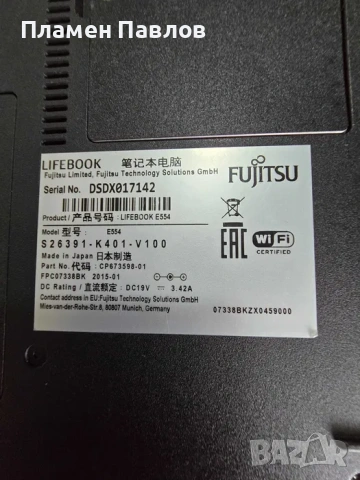 Пламен Павлов
LIFEBOOK 笔记本电脑
Fujitsu Limited, Fujitsu Technology Solutions GmbH
FUJITSU
Serial No. DSDX017142
Product / 产品号码 : LIFEBOOK E554
Model / 型号 : E554
S26391-K401-V100
Made in Japan 日本制造
Part No. / 代码 : CP673598-01
FPC07338BK 2015-01
DC Rating / 直流额定 : DC19V ⎓ 3.42A
Contact address in EU:Fujitsu Technology Solutions GmbH
Mies-van-der-Rohe-Str.8, 80807 Munich, Germany
EAC
Wi Fi
CERTIFIED
07338BKZX0459000
BAZAR